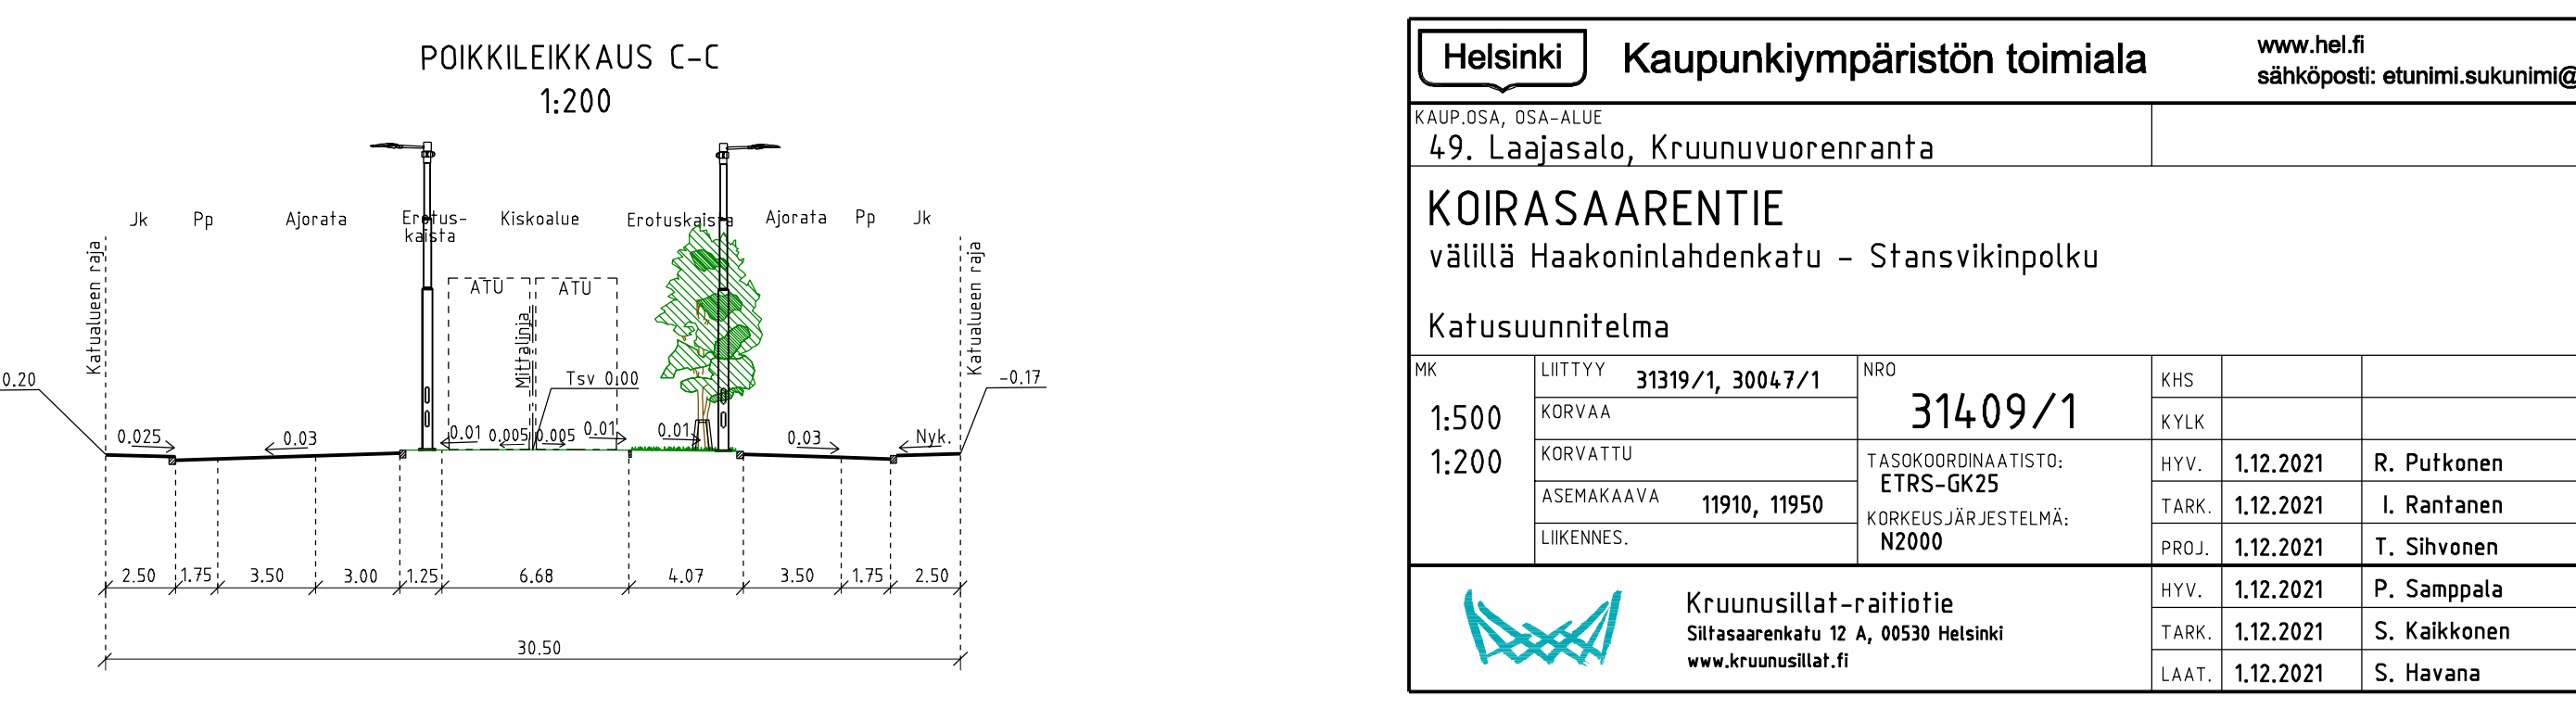 POIKKILEIKKAUS C-C
1:200
Jk Pp Ajorata Erotus-
kaista Kiskoalue Erotuskaista Ajorata Pp Jk
Katualueen raja
ATU ATU
Mittalinja
Katualueen raja
0.20
Tsv 0.00
-0.17
0.025 0.03 0.01 0.005 0.005 0.01 0.01 0.03 Nyk.
2.50 1.75 3.50 3.00 1.25 6.68 4.07 3.50 1.75 2.50
30.50
Helsinki Kaupunkiympäristön toimiala
www.hel.fi
sähköposti: etunimi.sukunimi@
KAUP.OSA, OSA-ALUE
49. Laajasalo, Kruunuvuorenranta
KOIRASAARENTIE
välillä Haakoninlahdenkatu - Stansvikinpolku
Katusuunnitelma
MK
1:500
1:200
LIITTYY 31319/1, 30047/1
KORVAA
KORVATTU
ASEMAKAAVA 11910, 11950
LIIKENNES.
NRO
31409/1
TASOKOORDINAATISTO:
ETRS-GK25
KORKEUSJÄRJESTELMÄ:
N2000
KHS
KYLK
HYV. 1.12.2021 R. Putkonen
TARK. 1.12.2021 I. Rantanen
PROJ. 1.12.2021 T. Sihvonen
Kruunusillat-raitiotie
Siltasaarenkatu 12 A, 00530 Helsinki
www.kruunusillat.fi
HYV. 1.12.2021 P. Samppala
TARK. 1.12.2021 S. Kaikkonen
LAAT. 1.12.2021 S. Havana